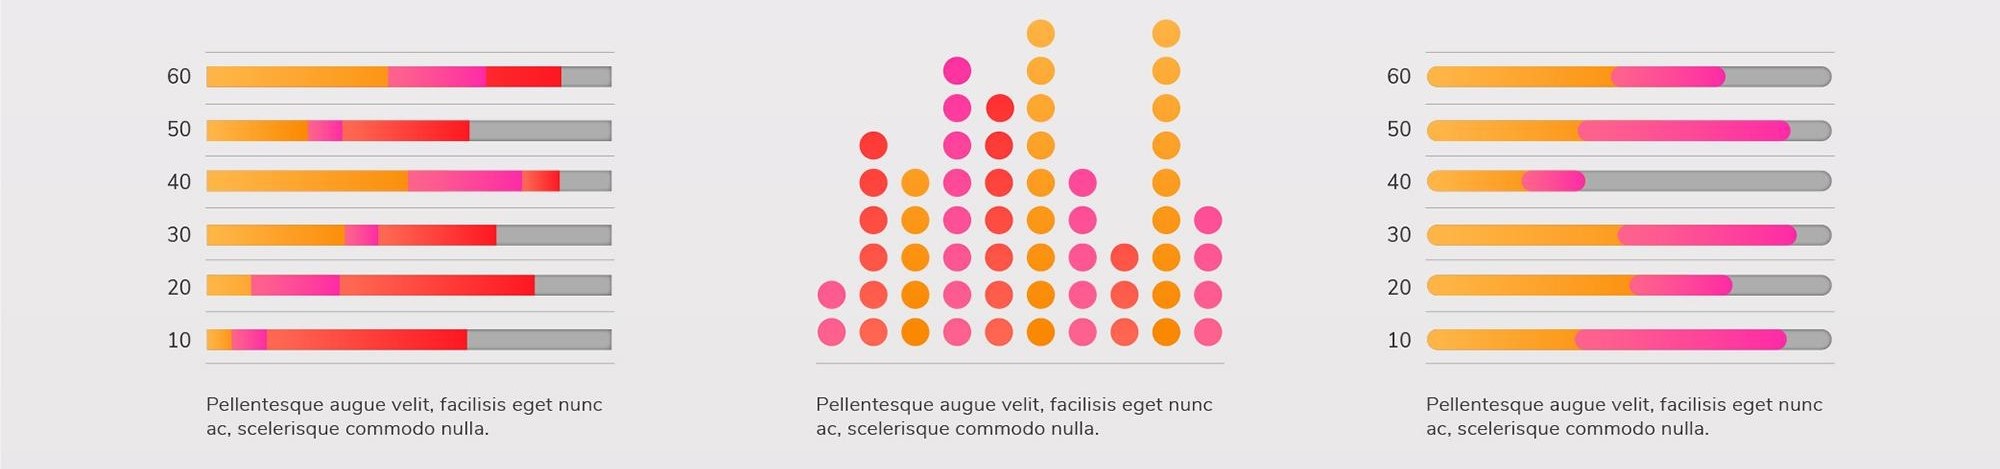 60
50
40
30
20
10
Pellentesque augue velit, facilisis eget nunc
ac, scelerisque commodo nulla.
Pellentesque augue velit, facilisis eget nunc
ac, scelerisque commodo nulla.
60
50
40
30
20
10
Pellentesque augue velit, facilisis eget nunc
ac, scelerisque commodo nulla.